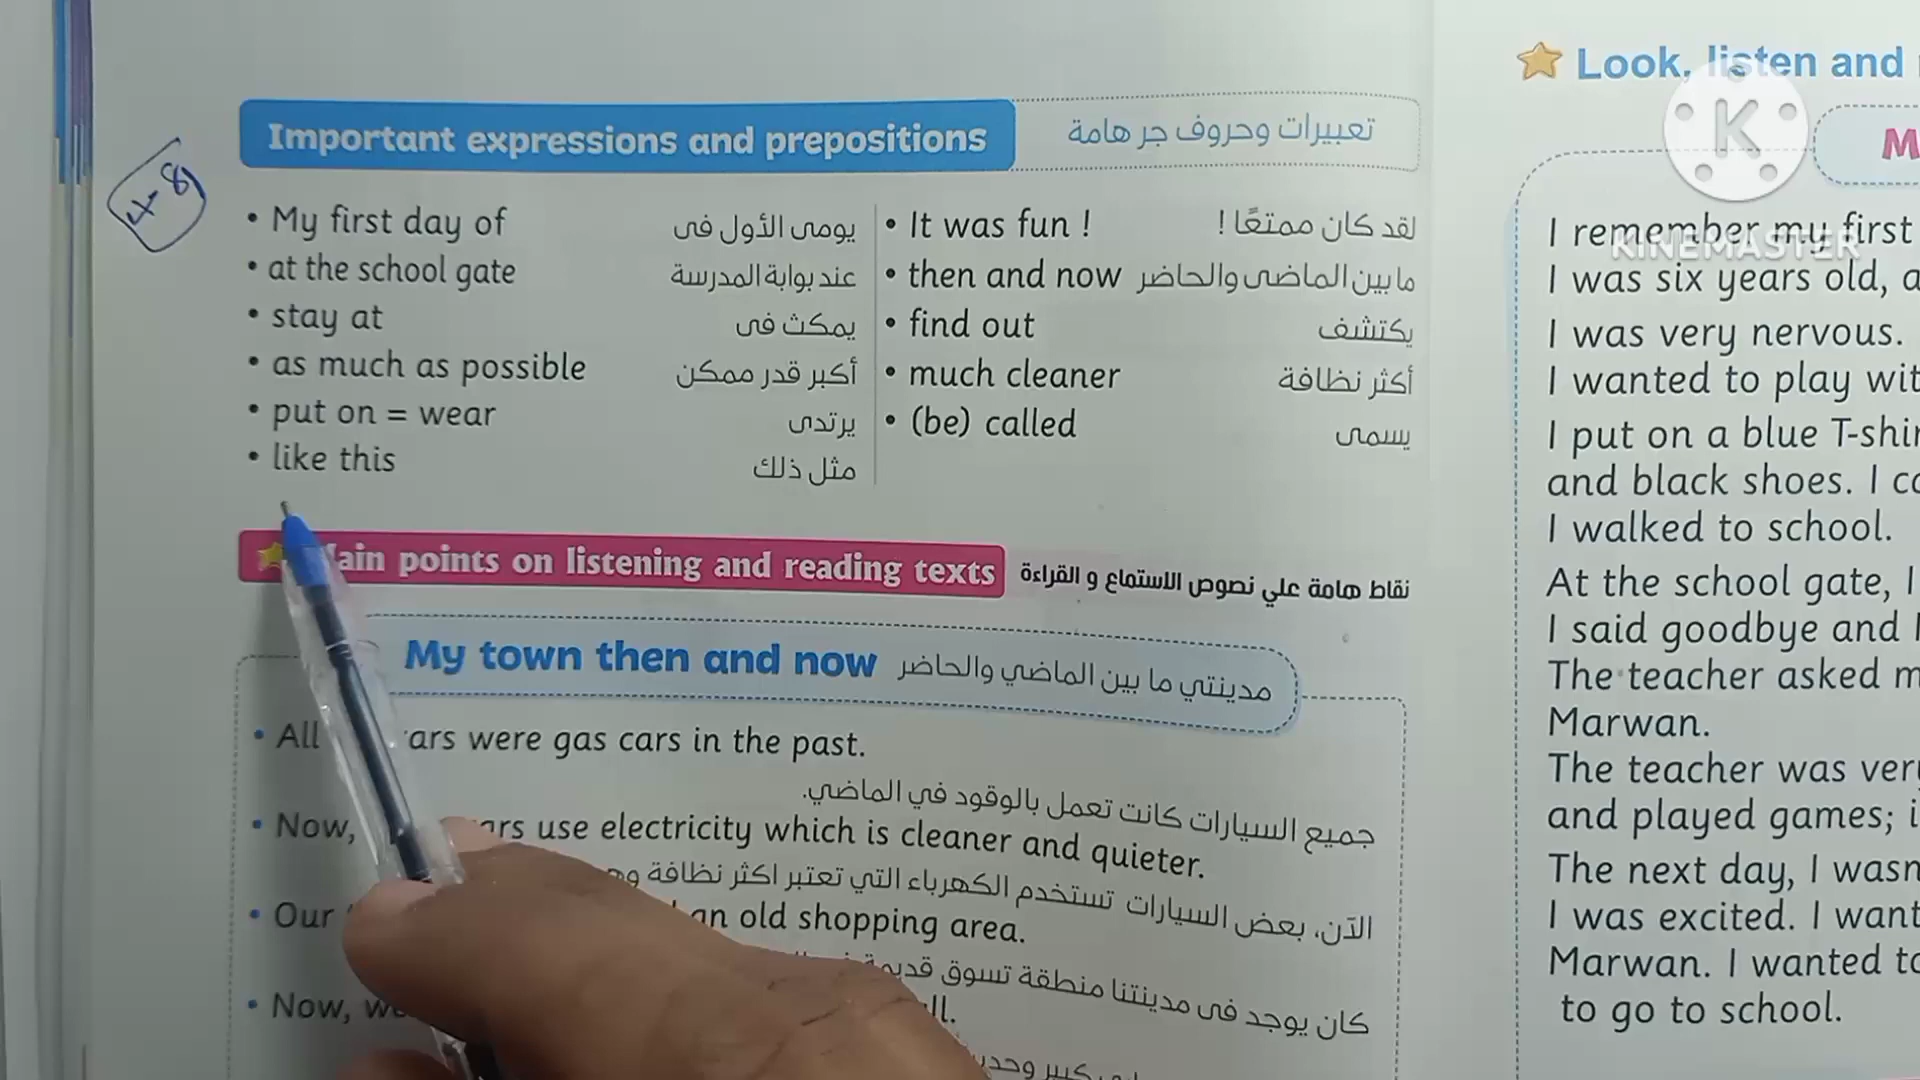 Important expressions and prepositions تعبيرات وحروف جر هامة
• My first day of يومى الأول فى
• at the school gate عند بوابة المدرسة
• stay at يمكث فى
• as much as possible أكبر قدر ممكن
• put on = wear يرتدى
• like this مثل ذلك
• It was fun ! لقد كان ممتعًا !
• then and now ما بين الماضى والحاضر
• find out يكتشف
• much cleaner أكثر نظافة
• (be) called يسمى
ain points on listening and reading texts نقاط هامة علي نصوص الاستماع و القراءة
My town then and now مدينتي ما بين الماضي والحاضر
• All ars were gas cars in the past.
جميع السيارات كانت تعمل بالوقود في الماضي.
• Now, ars use electricity which is cleaner and quieter.
الآن، بعض السيارات تستخدم الكهرباء التي تعتبر اكثر نظافة
• Our an old shopping area.
كان يوجد فى مدينتنا منطقة تسوق قديمة
• Now, ll.
كبير
Look, listen and
KINEMASTER
I remember my first
I was six years old, a
I was very nervous.
I wanted to play wit
I put on a blue T-shir
and black shoes. I co
I walked to school.
At the school gate, I
I said goodbye and
The teacher asked m
Marwan.
The teacher was very
and played games; i
The next day, I wasn
I was excited. I want
Marwan. I wanted to
to go to school.